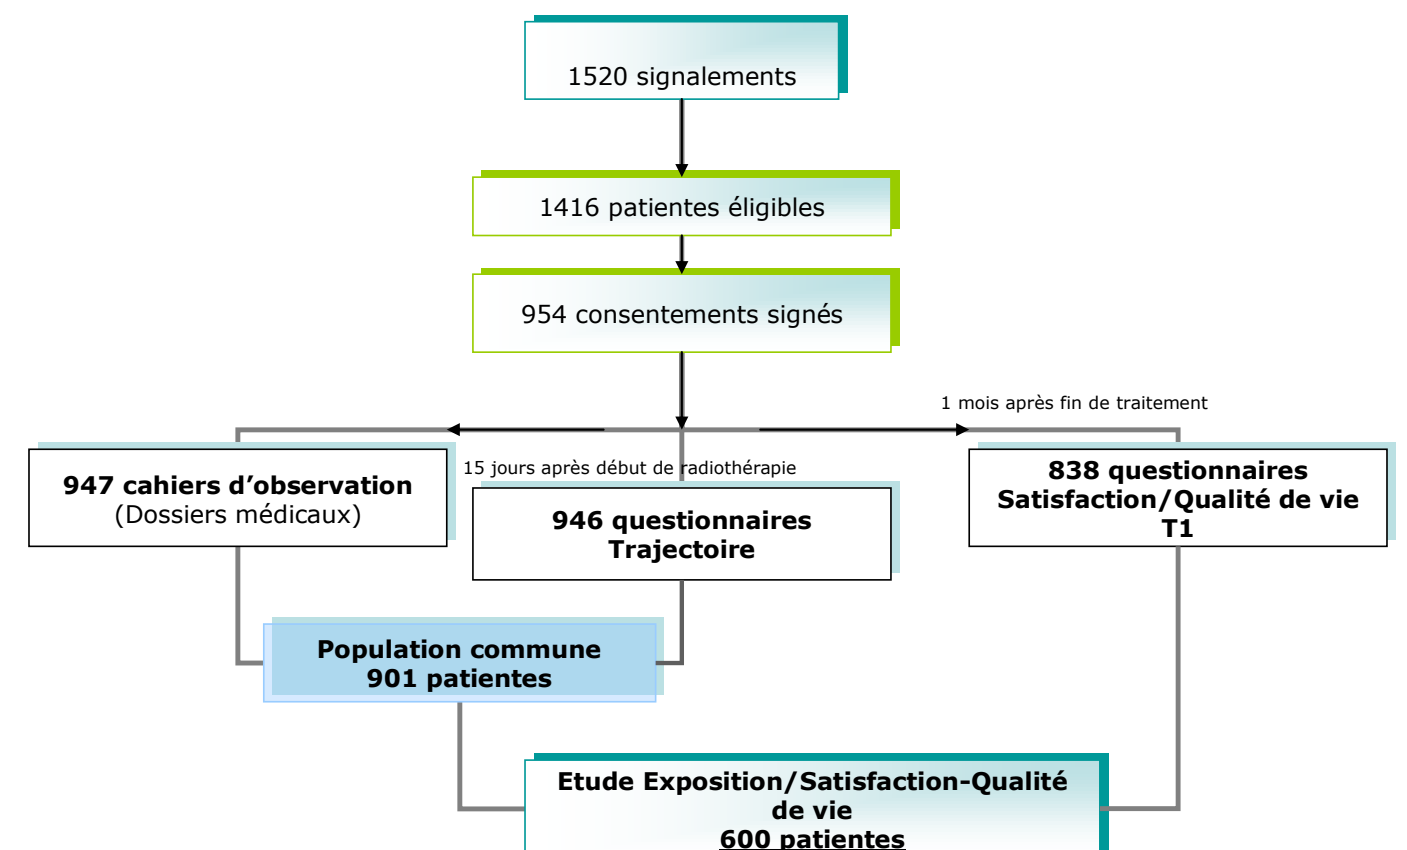 1520 signalements
1416 patientes éligibles
954 consentements signés
1 mois après fin de traitement
947 cahiers d’observation
(Dossiers médicaux)
15 jours après début de radiothérapie
946 questionnaires
Trajectoire
838 questionnaires
Satisfaction/Qualité de vie
T1
Population commune
901 patientes
Etude Exposition/Satisfaction-Qualité
de vie
600 patientes